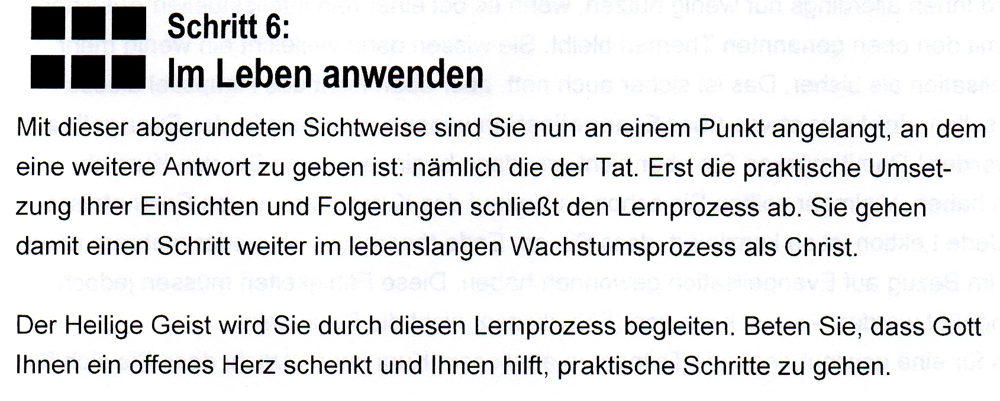 Schritt 6:
Im Leben anwenden
Mit dieser abgerundeten Sichtweise sind Sie nun an einem Punkt angelangt, an dem
eine weitere Antwort zu geben ist: nämlich die der Tat. Erst die praktische Umset-
zung Ihrer Einsichten und Folgerungen schließt den Lernprozess ab. Sie gehen
damit einen Schritt weiter im lebenslangen Wachstumsprozess als Christ.
Der Heilige Geist wird Sie durch diesen Lernprozess begleiten. Beten Sie, dass Gott
Ihnen ein offenes Herz schenkt und Ihnen hilft, praktische Schritte zu gehen.